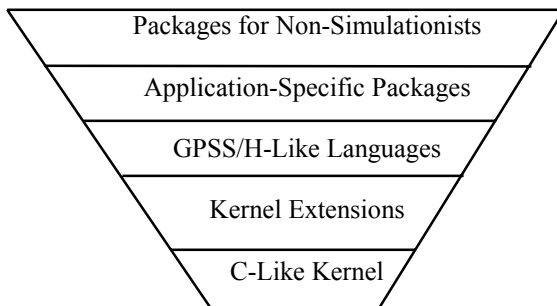 Packages for Non-Simulationists
Application-Specific Packages
GPSS/H-Like Languages
Kernel Extensions
C-Like Kernel